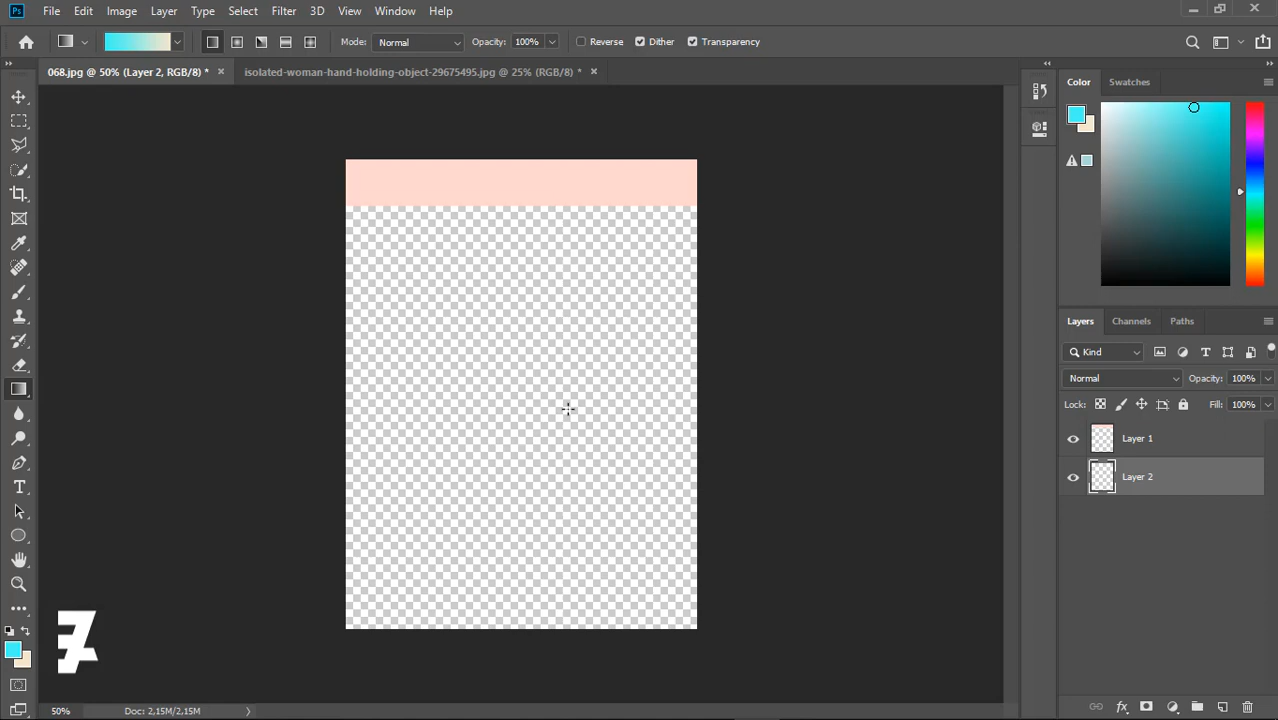 Ps File Edit Image Layer Type Select Filter 3D View Window Help
Mode: Normal Opacity: 100% Reverse Dither Transparency
068.jpg @ 50% (Layer 2, RGB/8) * × isolated-woman-hand-holding-object-29675495.jpg @ 25% (RGB/8) * ×
Color Swatches
Layers Channels Paths
Kind
Normal Opacity: 100%
Lock: Fill: 100%
Layer 1
Layer 2
50% Doc: 2,15M/2,15M